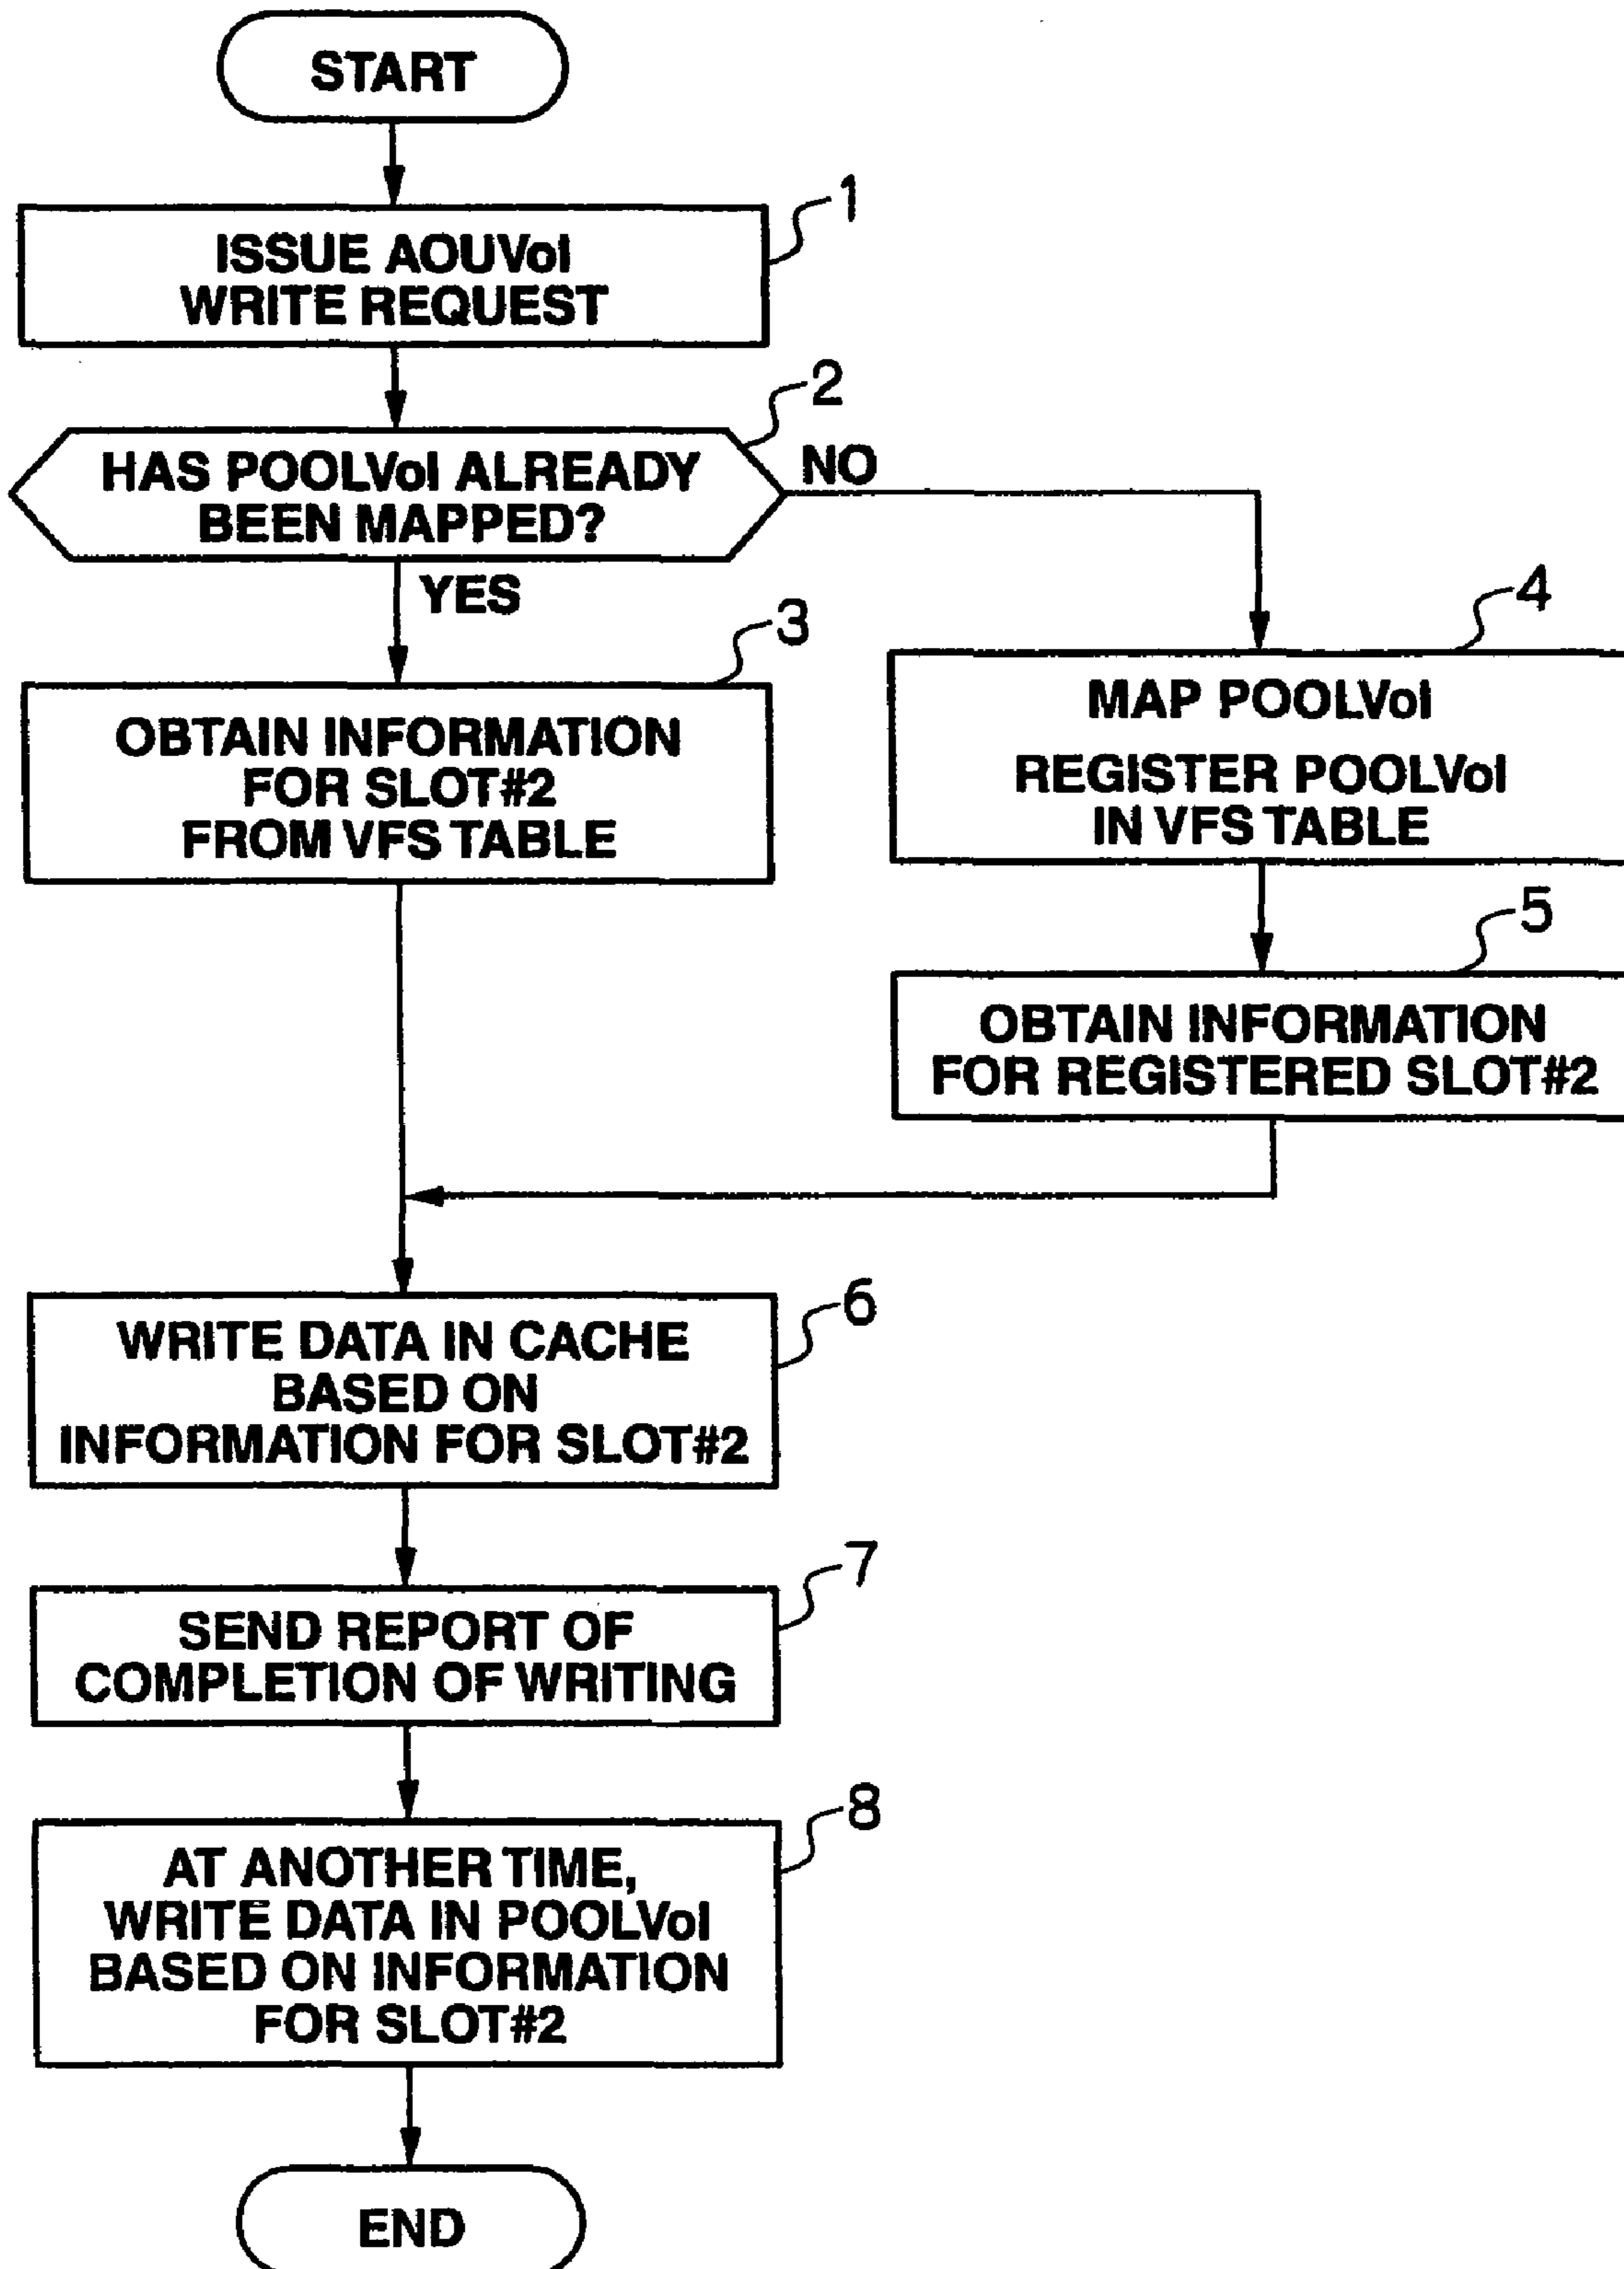 START
1
ISSUE AOUVol
WRITE REQUEST
2
HAS POOLVol ALREADY
BEEN MAPPED?
NO
YES
3
OBTAIN INFORMATION
FOR SLOT#2
FROM VFS TABLE
4
MAP POOLVol
REGISTER POOLVol
IN VFS TABLE
5
OBTAIN INFORMATION
FOR REGISTERED SLOT#2
6
WRITE DATA IN CACHE
BASED ON
INFORMATION FOR SLOT#2
7
SEND REPORT OF
COMPLETION OF WRITING
8
AT ANOTHER TIME,
WRITE DATA IN POOLVol
BASED ON INFORMATION
FOR SLOT#2
END